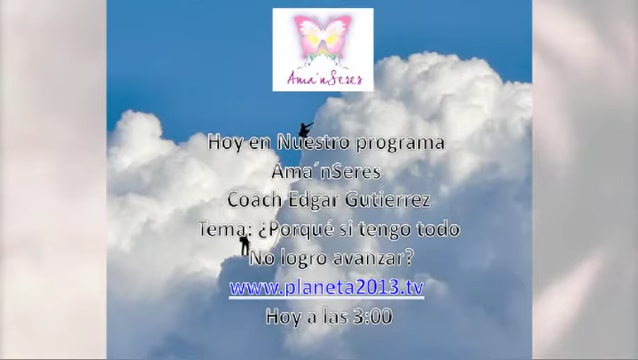 Ama'nSeres
Hoy en Nuestro programa
Ama´nSeres
Coach Edgar Gutierrez
Tema: ¿Porqué si tengo todo
No logro avanzar?
www.planeta2013.tv
Hoy a las 3:00